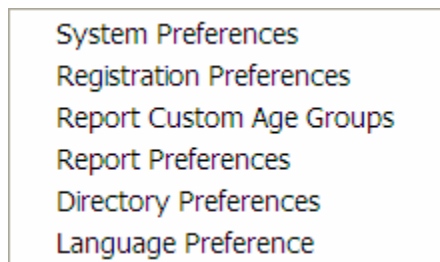 System Preferences
Registration Preferences
Report Custom Age Groups
Report Preferences
Directory Preferences
Language Preference